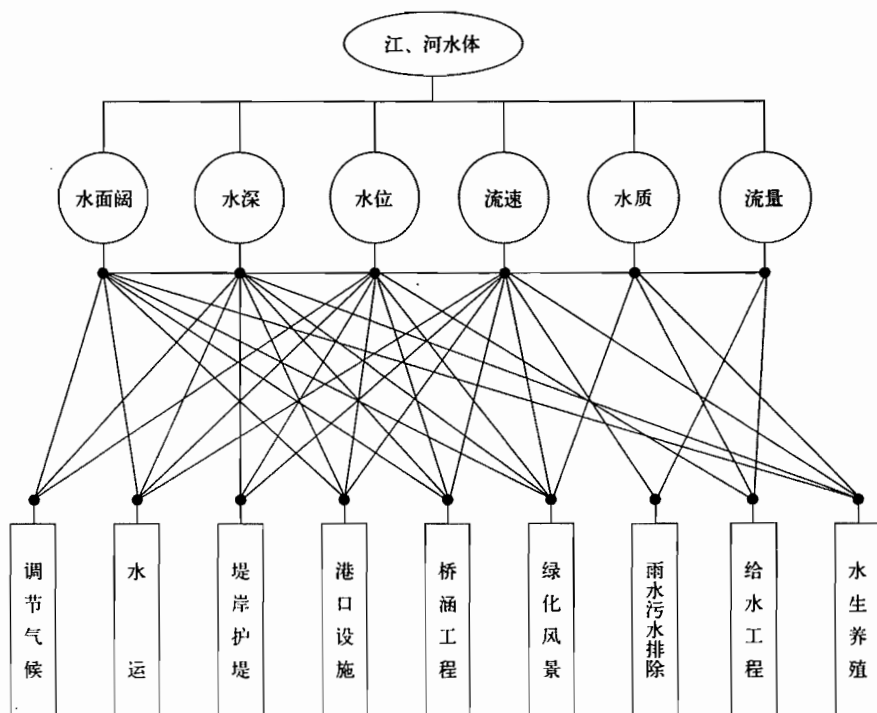 江、河水体
水面阔
水深
水位
流速
水质
流量
调节气候
水运
堤岸护堤
港口设施
桥涵工程
绿化风景
雨水污水排除
给水工程
水生养殖